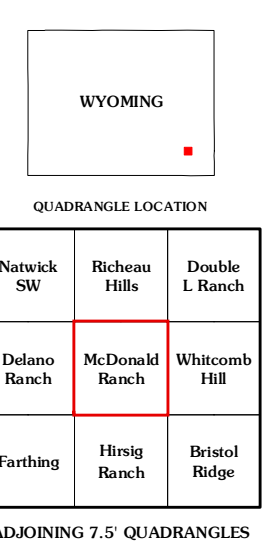 WYOMING
QUADRANGLE LOCATION
Natwick
SW
Richeau
Hills
Double
L Ranch
Delano
Ranch
McDonald
Ranch
Whitcomb
Hill
Farthing
Hirsig
Ranch
Bristol
Ridge
ADJOINING 7.5' QUADRANGLES